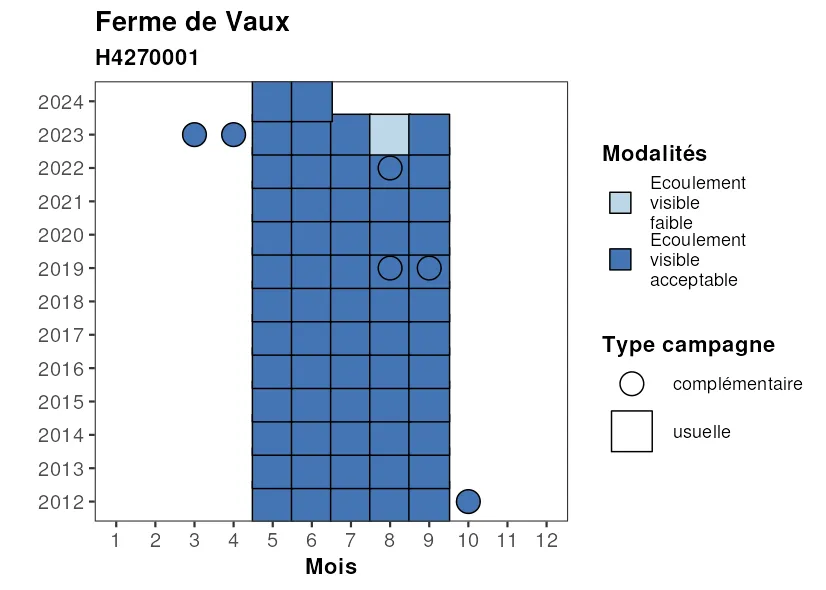 Ferme de Vaux
H4270001
2024
2023
2022
2021
2020
2019
2018
2017
2016
2015
2014
2013
2012
1 2 3 4 5 6 7 8 9 10 11 12
Mois
Modalités
Ecoulement
visible
faible
Ecoulement
visible
acceptable
Type campagne
complémentaire
usuelle